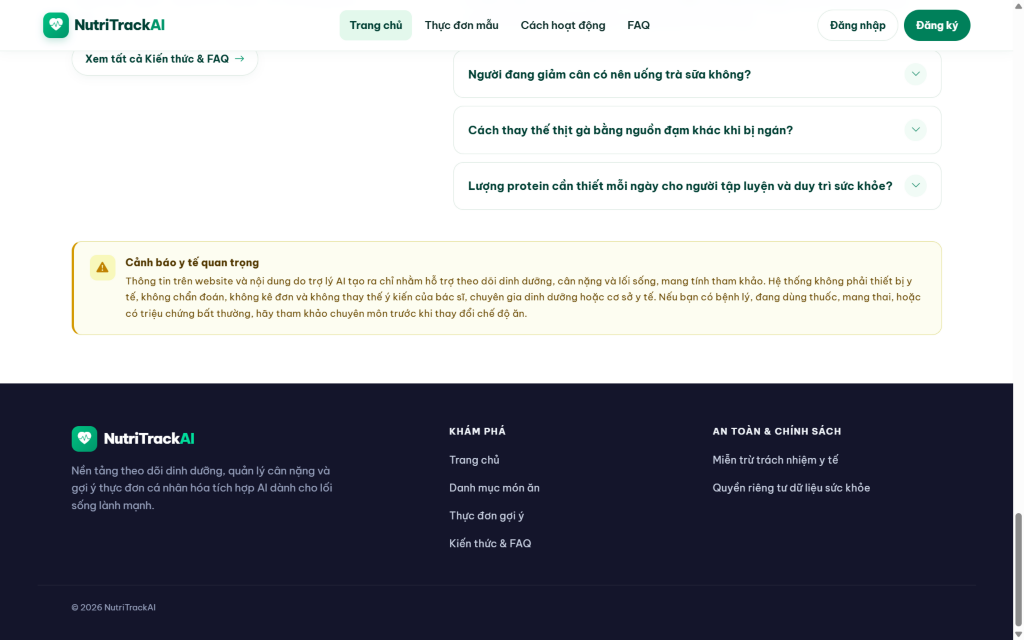 NutriTrackAI
Trang chủ
Thực đơn mẫu
Cách hoạt động
FAQ
Đăng nhập
Đăng ký
Xem tất cả Kiến thức & FAQ →
Người đang giảm cân có nên uống trà sữa không?
Cách thay thế thịt gà bằng nguồn đạm khác khi bị ngán?
Lượng protein cần thiết mỗi ngày cho người tập luyện và duy trì sức khỏe?
Cảnh báo y tế quan trọng
Thông tin trên website và nội dung do trợ lý AI tạo ra chỉ nhằm hỗ trợ theo dõi dinh dưỡng, cân nặng và lối sống, mang tính tham khảo. Hệ thống không phải thiết bị y
tế, không chẩn đoán, không kê đơn và không thay thế ý kiến của bác sĩ, chuyên gia dinh dưỡng hoặc cơ sở y tế. Nếu bạn có bệnh lý, đang dùng thuốc, mang thai, hoặc
có triệu chứng bất thường, hãy tham khảo chuyên môn trước khi thay đổi chế độ ăn.
NutriTrackAI
Nền tảng theo dõi dinh dưỡng, quản lý cân nặng và
gợi ý thực đơn cá nhân hóa tích hợp AI dành cho lối
sống lành mạnh.
KHÁM PHÁ
Trang chủ
Danh mục món ăn
Thực đơn gợi ý
Kiến thức & FAQ
AN TOÀN & CHÍNH SÁCH
Miễn trừ trách nhiệm y tế
Quyền riêng tư dữ liệu sức khỏe
© 2026 NutriTrackAI